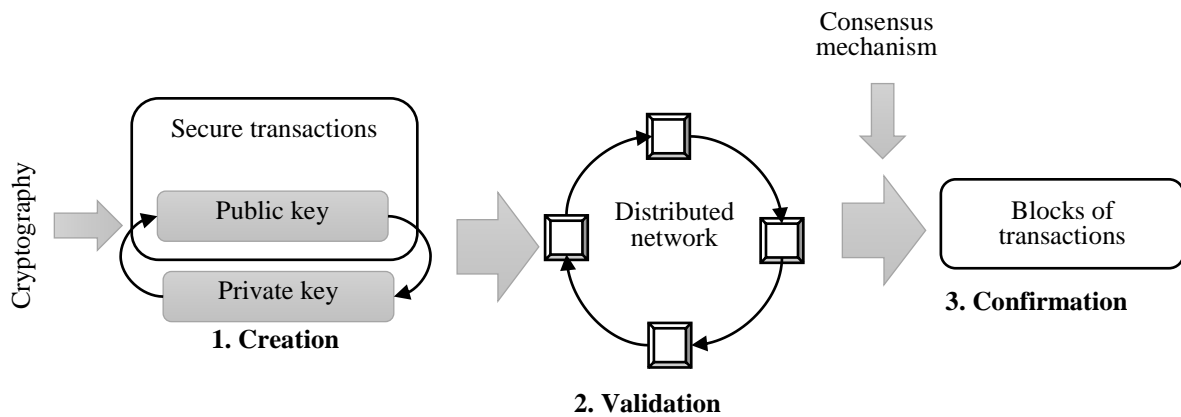 Consensus
mechanism
Cryptography
Secure transactions
Public key
Private key
1. Creation
Distributed
network
2. Validation
Blocks of
transactions
3. Confirmation